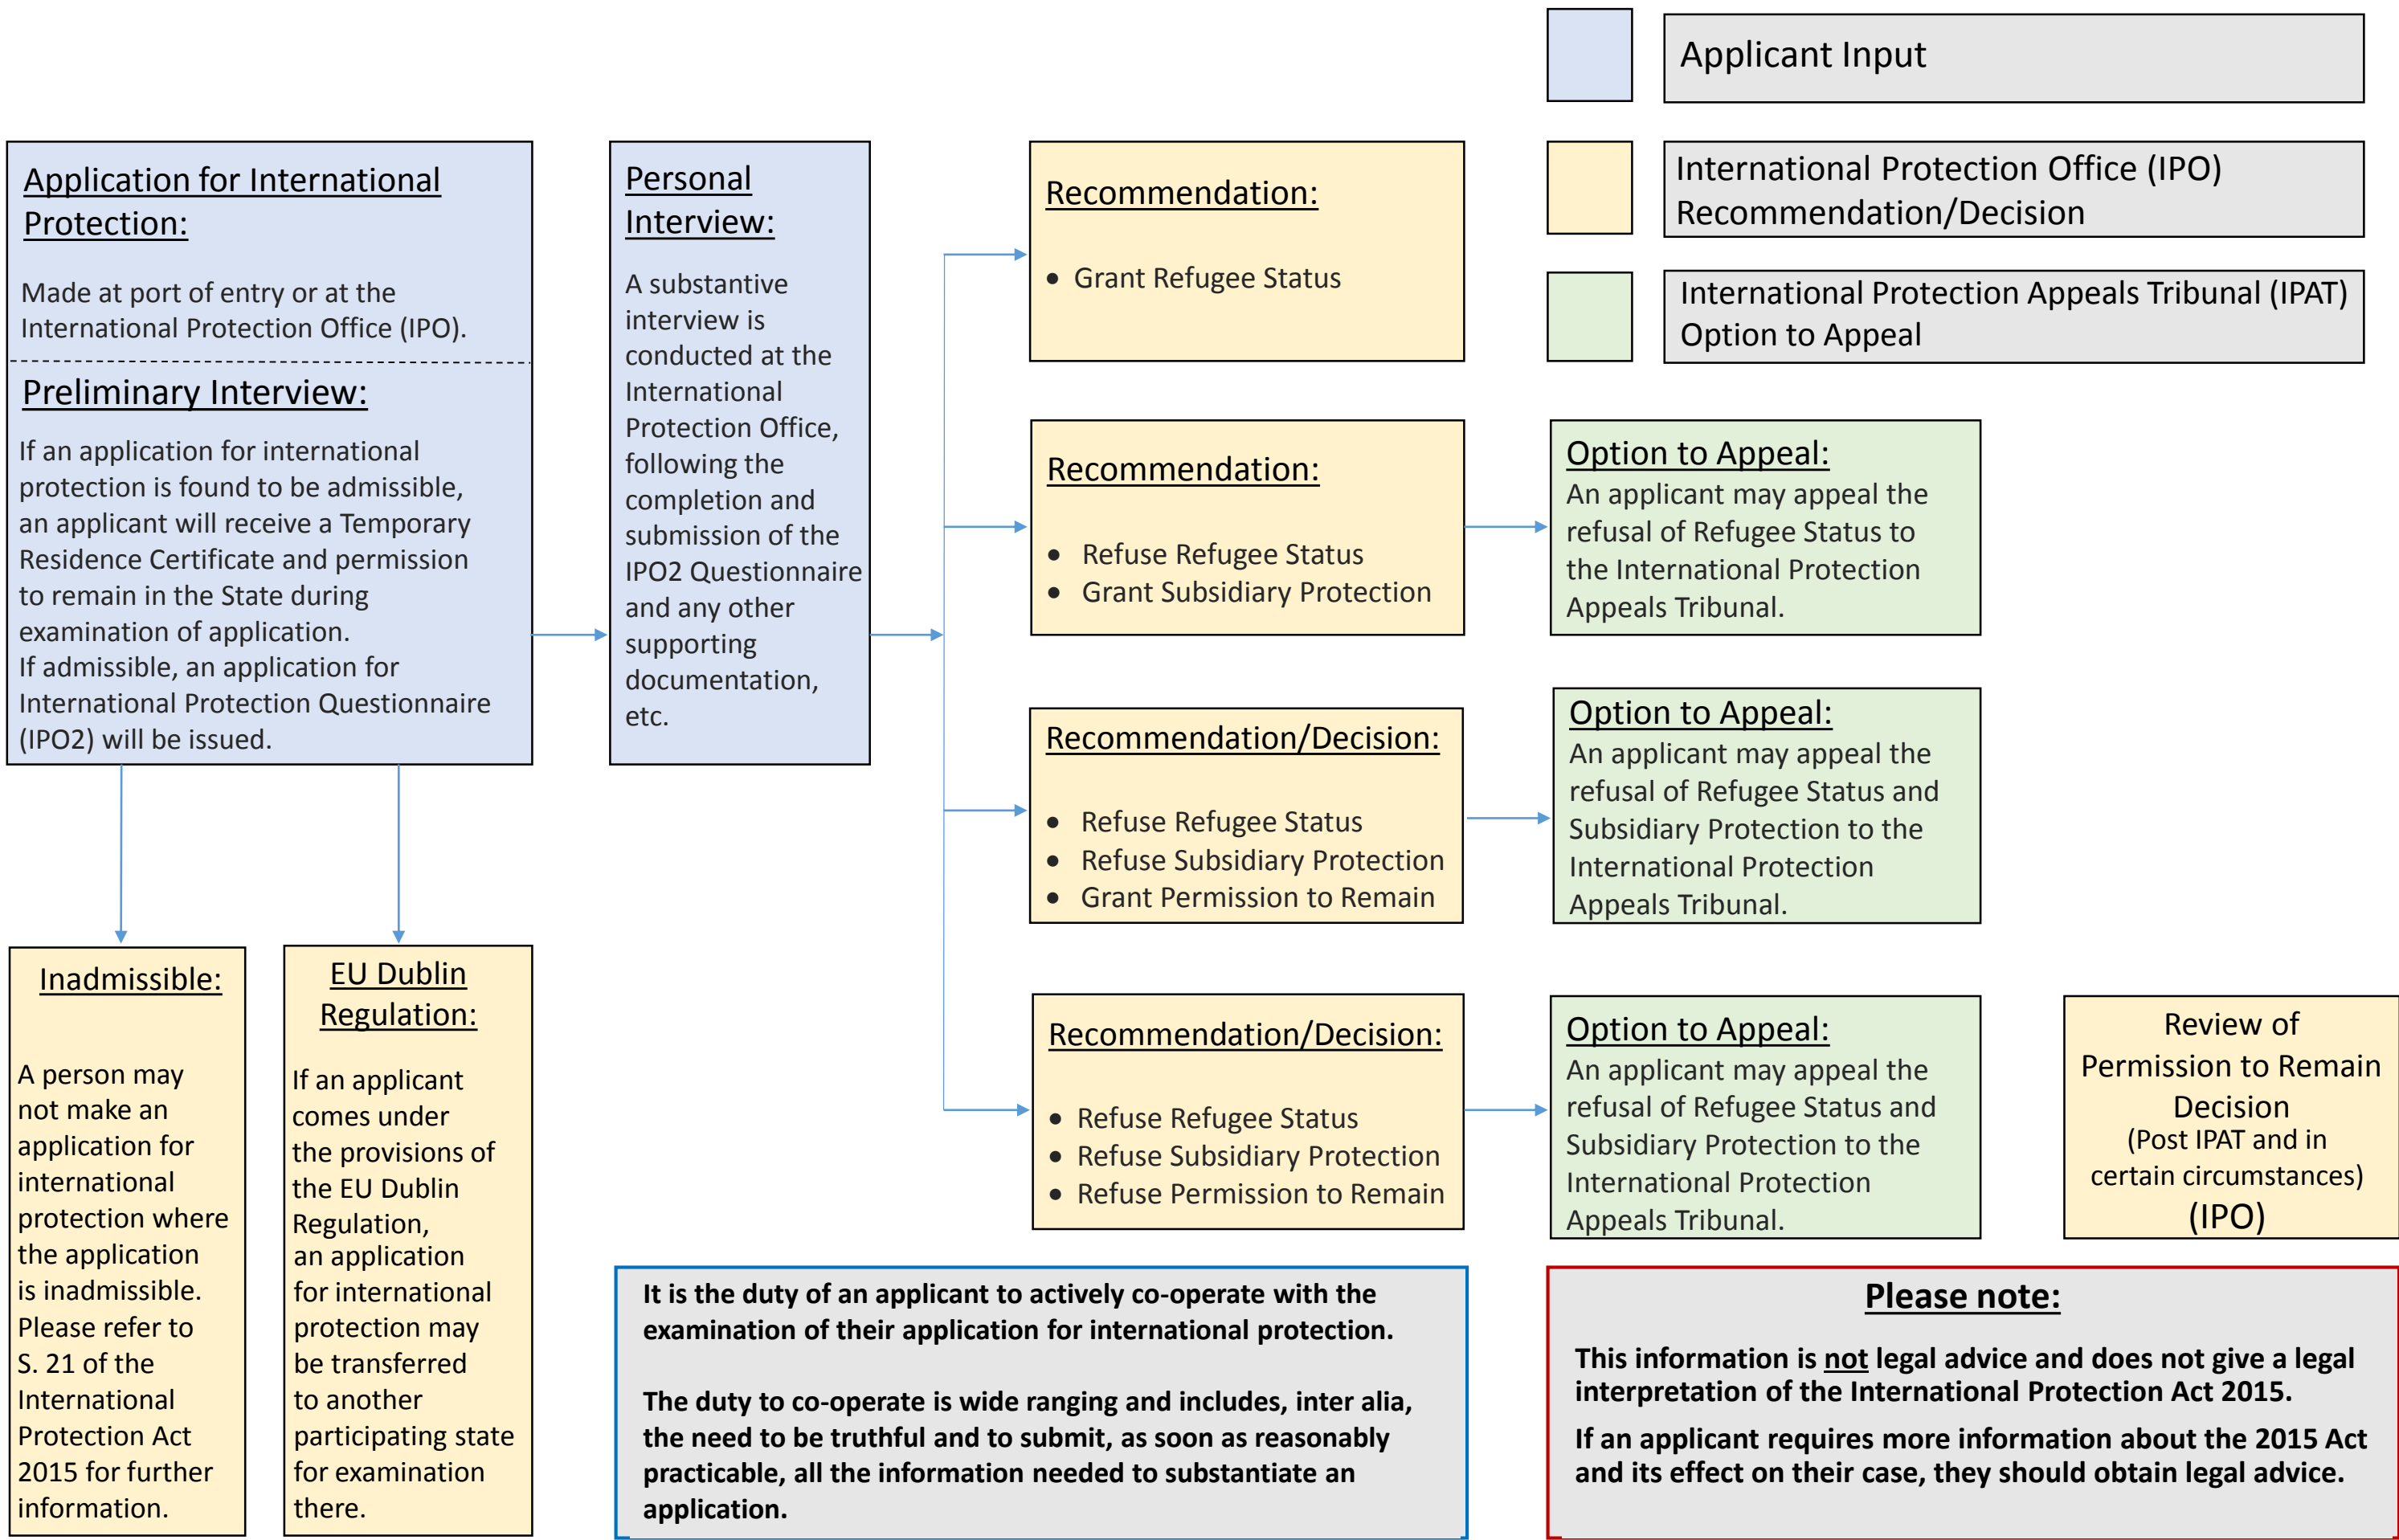 Applicant Input
International Protection Office (IPO)
Recommendation/Decision
International Protection Appeals Tribunal (IPAT)
Option to Appeal
Application for International
Protection:
Made at port of entry or at the
International Protection Office (IPO).
Preliminary Interview:
If an application for international
protection is found to be admissible,
an applicant will receive a Temporary
Residence Certificate and permission
to remain in the State during
examination of application.
If admissible, an application for
International Protection Questionnaire
(IPO2) will be issued.
Personal
Interview:
A substantive
interview is
conducted at the
International
Protection Office,
following the
completion and
submission of the
IPO2 Questionnaire
and any other
supporting
documentation,
etc.
Recommendation:
• Grant Refugee Status
Recommendation:
• Refuse Refugee Status
• Grant Subsidiary Protection
Option to Appeal:
An applicant may appeal the
refusal of Refugee Status to
the International Protection
Appeals Tribunal.
Recommendation/Decision:
• Refuse Refugee Status
• Refuse Subsidiary Protection
• Grant Permission to Remain
Option to Appeal:
An applicant may appeal the
refusal of Refugee Status and
Subsidiary Protection to the
International Protection
Appeals Tribunal.
Recommendation/Decision:
• Refuse Refugee Status
• Refuse Subsidiary Protection
• Refuse Permission to Remain
Option to Appeal:
An applicant may appeal the
refusal of Refugee Status and
Subsidiary Protection to the
International Protection
Appeals Tribunal.
Review of
Permission to Remain
Decision
(Post IPAT and in
certain circumstances)
(IPO)
Inadmissible:
A person may
not make an
application for
international
protection where
the application
is inadmissible.
Please refer to
S. 21 of the
International
Protection Act
2015 for further
information.
EU Dublin
Regulation:
If an applicant
comes under
the provisions of
the EU Dublin
Regulation,
an application
for international
protection may
be transferred
to another
participating state
for examination
there.
It is the duty of an applicant to actively co-operate with the
examination of their application for international protection.
The duty to co-operate is wide ranging and includes, inter alia,
the need to be truthful and to submit, as soon as reasonably
practicable, all the information needed to substantiate an
application.
Please note:
This information is not legal advice and does not give a legal
interpretation of the International Protection Act 2015.
If an applicant requires more information about the 2015 Act
and its effect on their case, they should obtain legal advice.